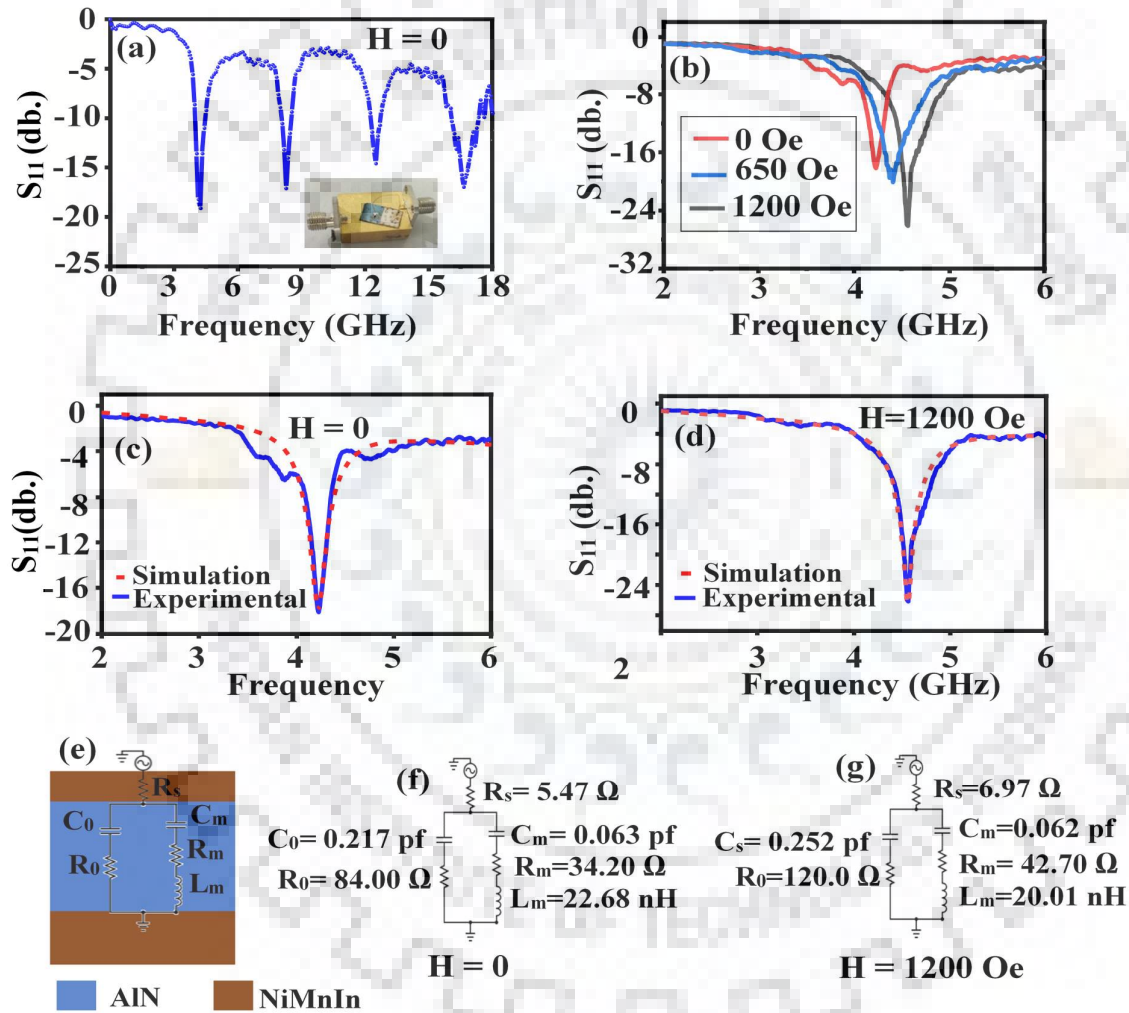 (a)
H = 0
S11 (db.)
0
-5
-10
-15
-20
-25
0 3 6 9 12 15 18
Frequency (GHz)
(b)
S11 (db.)
0
-8
-16
-24
-32
0 Oe
650 Oe
1200 Oe
2 3 4 5 6
Frequency (GHz)
(c)
H = 0
S11(db.)
0
-4
-8
-12
-16
-20
Simulation
Experimental
2 3 4 5 6
Frequency
(d)
H=1200 Oe
S11 (db.)
0
-8
-16
-24
Simulation
Experimental
2 3 4 5 6
Frequency (GHz)
(e)
Rs
C0
Cm
R0
Rm
Lm
AlN
NiMnIn
(f)
Rs = 5.47 Ω
C0= 0.217 pf
Cm = 0.063 pf
R0= 84.00 Ω
Rm=34.20 Ω
Lm=22.68 nH
H = 0
(g)
Rs=6.97 Ω
Cs=0.252 pf
Cm=0.062 pf
R0=120.0 Ω
Rm=42.70 Ω
Lm=20.01 nH
H = 1200 Oe